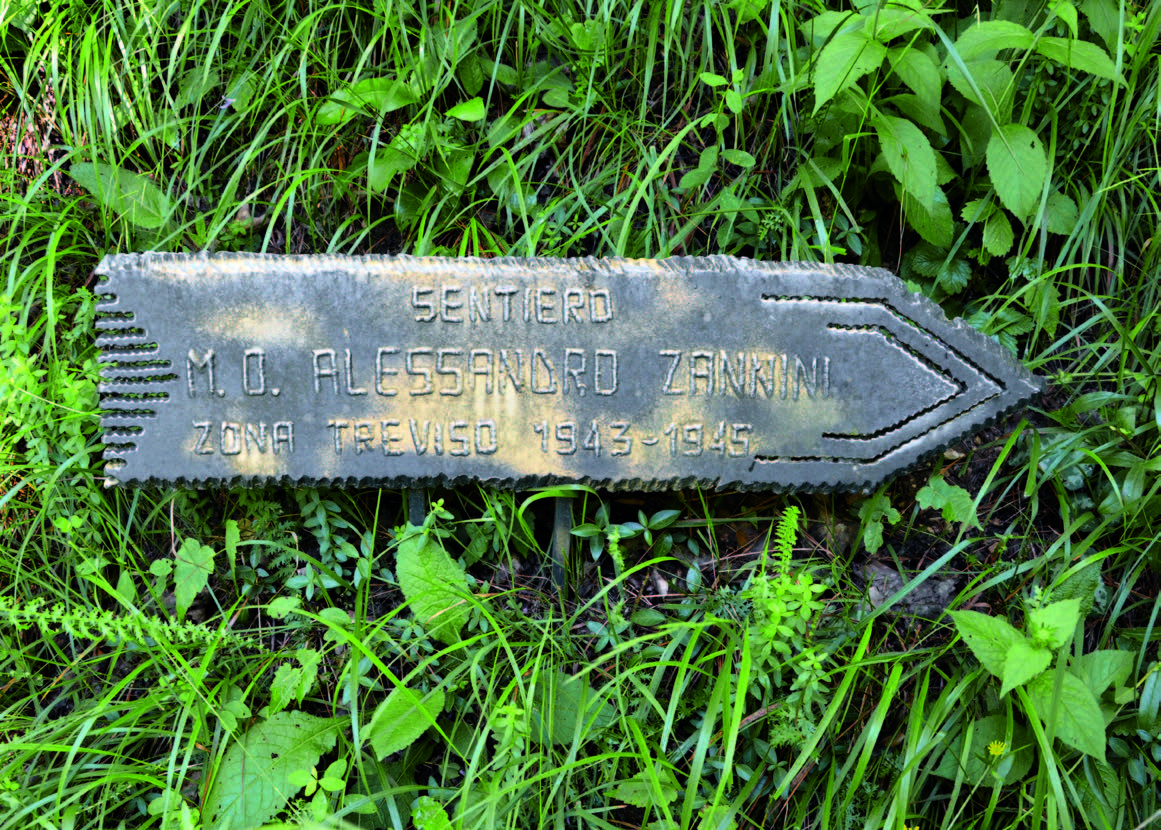 SENTIERO
M.O. ALESSANDRO ZANNINI
ZONA TREVISO 1943-1945